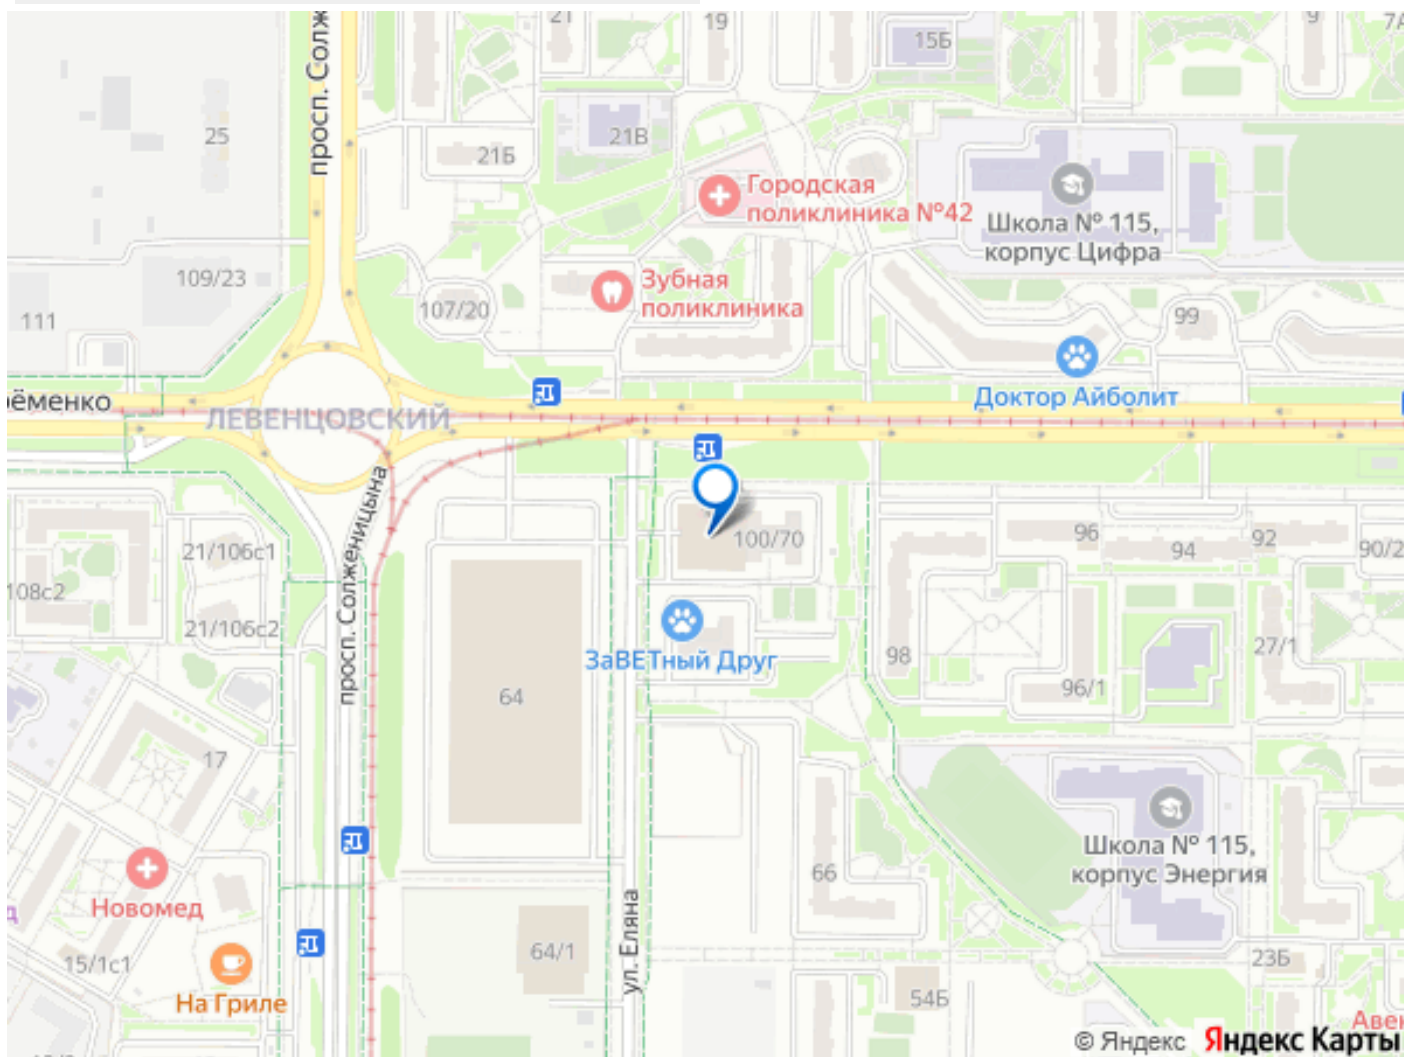 просп. Солж
21
19
15Б
9
7А
25
21Б
21В
Городская
поликлиника №42
Школа № 115,
корпус Цифра
109/23
111
107/20
Зубная
поликлиника
99
Доктор Айболит
ёменко
ЛЕВЕНЦОВСКИЙ
просп. Солженицына
100/70
96
94
92
90/2
21/106с1
108с2
21/106с2
ЗаВЕТный Друг
98
96/1
27/1
64
17
Школа № 115,
корпус Энергия
66
Новомед
д
ул. Еляна
15/1с1
На Гриле
64/1
54Б
23Б
Авен
© Яндекс Яндекс Карты